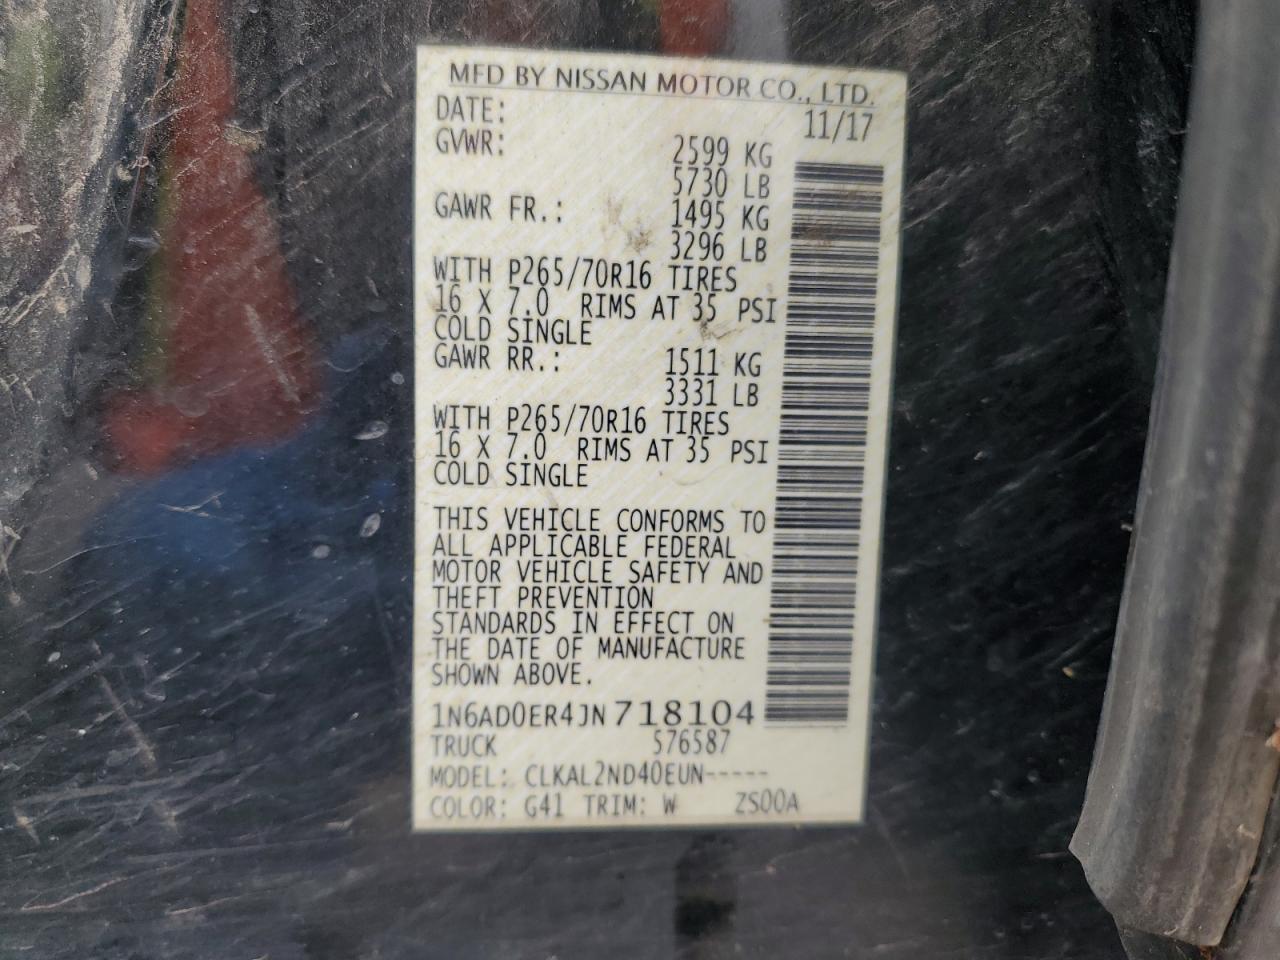 MFD BY NISSAN MOTOR CO., LTD.
DATE: 11/17
GVWR: 2599 KG
5730 LB
GAWR FR.: 1495 KG
3296 LB
WITH P265/70R16 TIRES
16 X 7.0 RIMS AT 35 PSI
COLD SINGLE
GAWR RR.: 1511 KG
3331 LB
WITH P265/70R16 TIRES
16 X 7.0 RIMS AT 35 PSI
COLD SINGLE
THIS VEHICLE CONFORMS TO
ALL APPLICABLE FEDERAL
MOTOR VEHICLE SAFETY AND
THEFT PREVENTION
STANDARDS IN EFFECT ON
THE DATE OF MANUFACTURE
SHOWN ABOVE.
1N6AD0ER4JN718104
TRUCK 576587
MODEL: CLKAL2ND40EUN-----
COLOR: G41 TRIM: W ZS00A